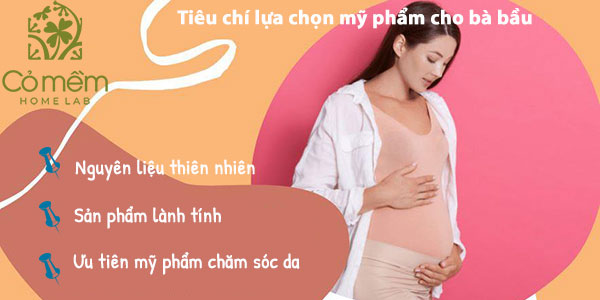 Tiêu chí lựa chọn mỹ phẩm cho bà bầu
Cỏ mềm
HOME LAB
Nguyên liệu thiên nhiên
Sản phẩm lành tính
Ưu tiên mỹ phẩm chăm sóc da